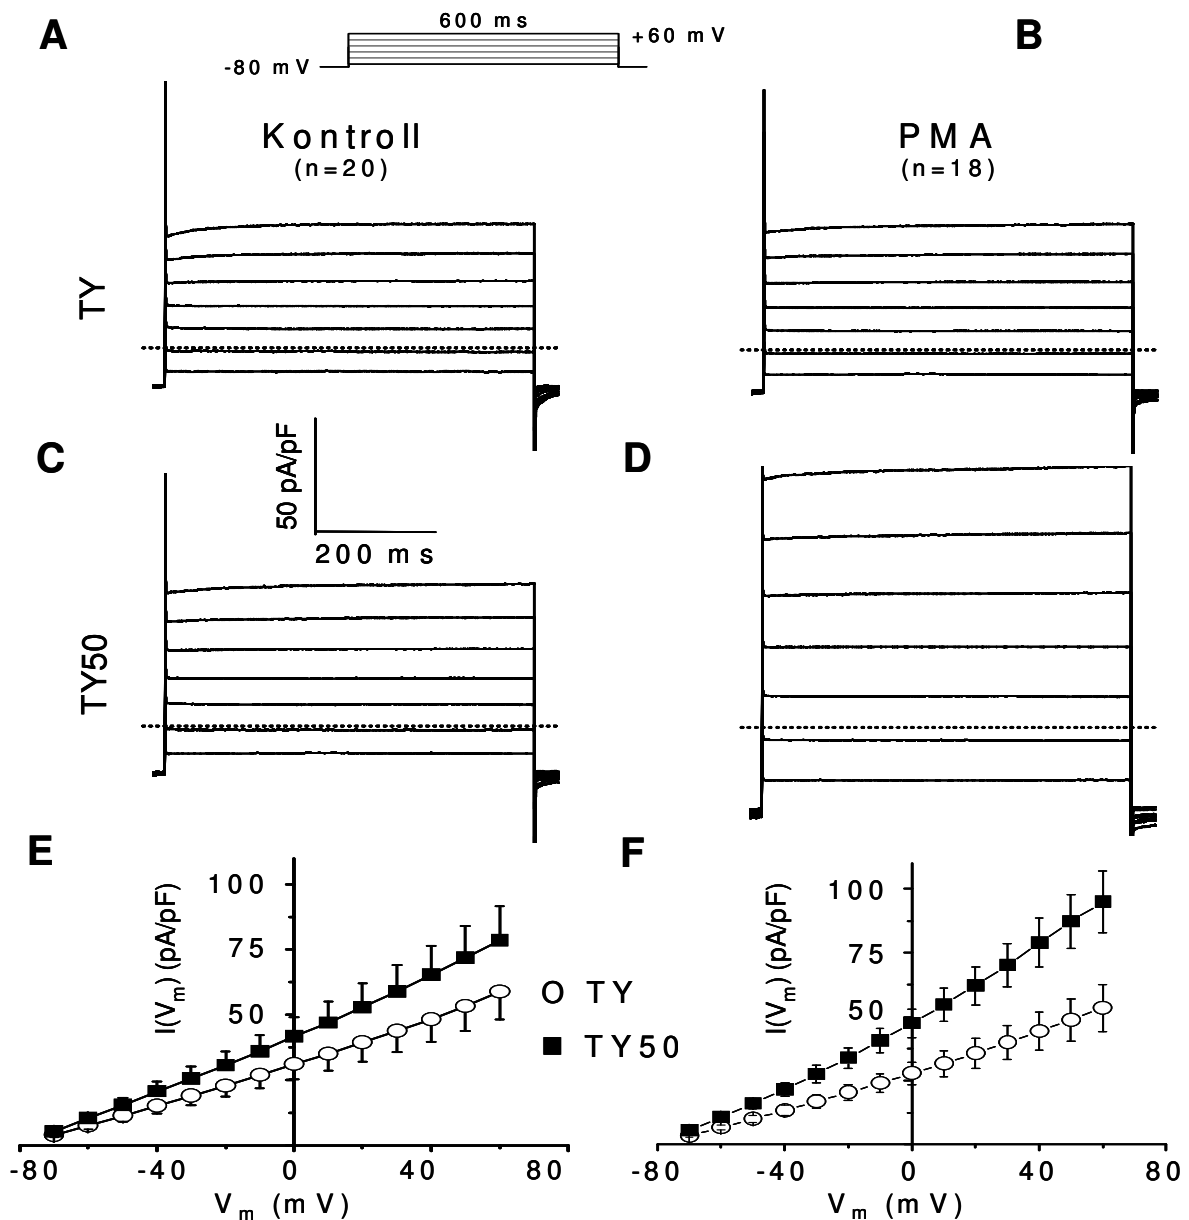 A
600 ms
+60 mV
-80 mV
B
Kontroll
(n=20)
PMA
(n=18)
TY
C
50 pA/pF
200 ms
D
TY50
E
I(Vm) (pA/pF)
100
75
50
-80
-40
0
40
80
Vm (mV)
TY
TY50
F
I(Vm) (pA/pF)
100
75
50
-80
-40
0
40
80
Vm (mV)